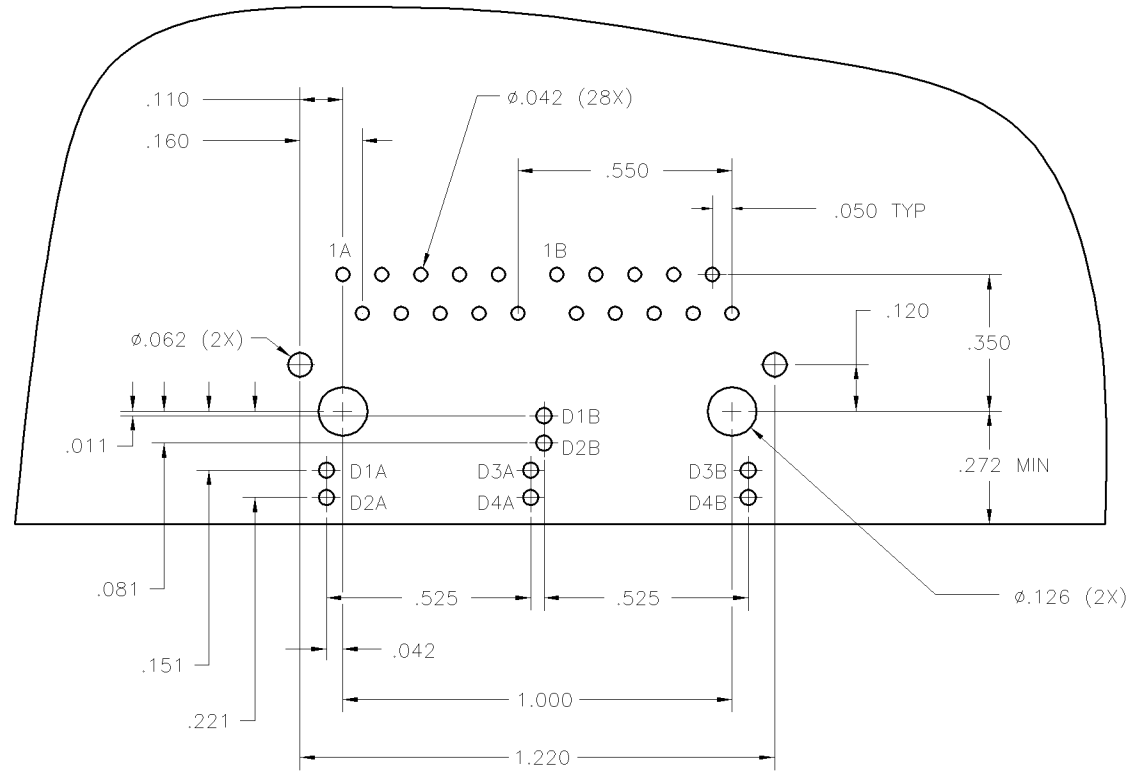 .110
ø.042 (28X)
.160
.550
.050 TYP
1A
1B
.120
ø.062 (2X)
.350
.011
D1B
D2B
D1A
D3A
D3B
.272 MIN
D2A
D4A
D4B
.081
.525
.525
ø.126 (2X)
.151
.042
1.000
.221
1.220